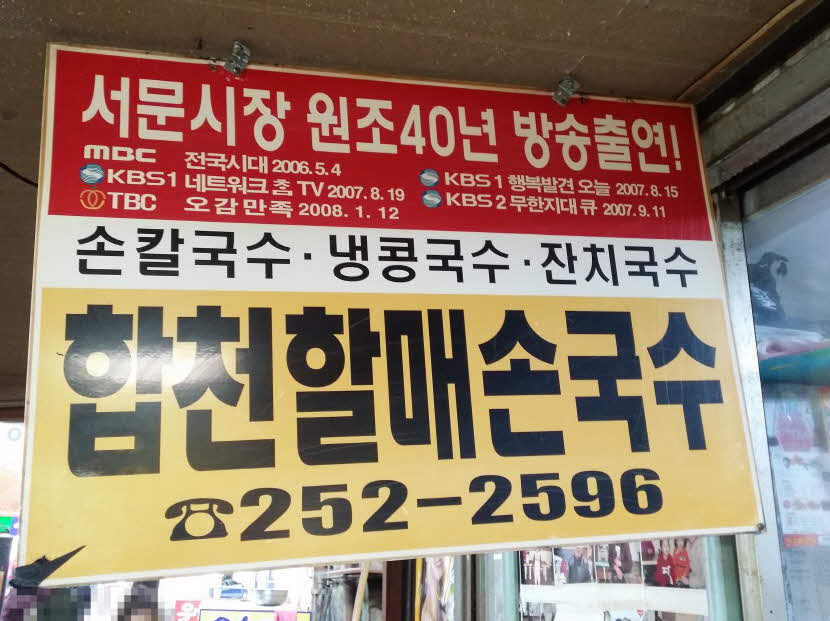 서문시장 원조40년 방송출연!
MBC 전국시대 2006.5.4
KBS1 네트워크 춤 TV 2007.8.19 KBS1 행복발견 오늘 2007.8.15
TBC 오감만족 2008.1.12 KBS2 무한지대 큐 2007.9.11
손칼국수·냉콩국수·잔치국수
합천할매손국수
☎252-2596